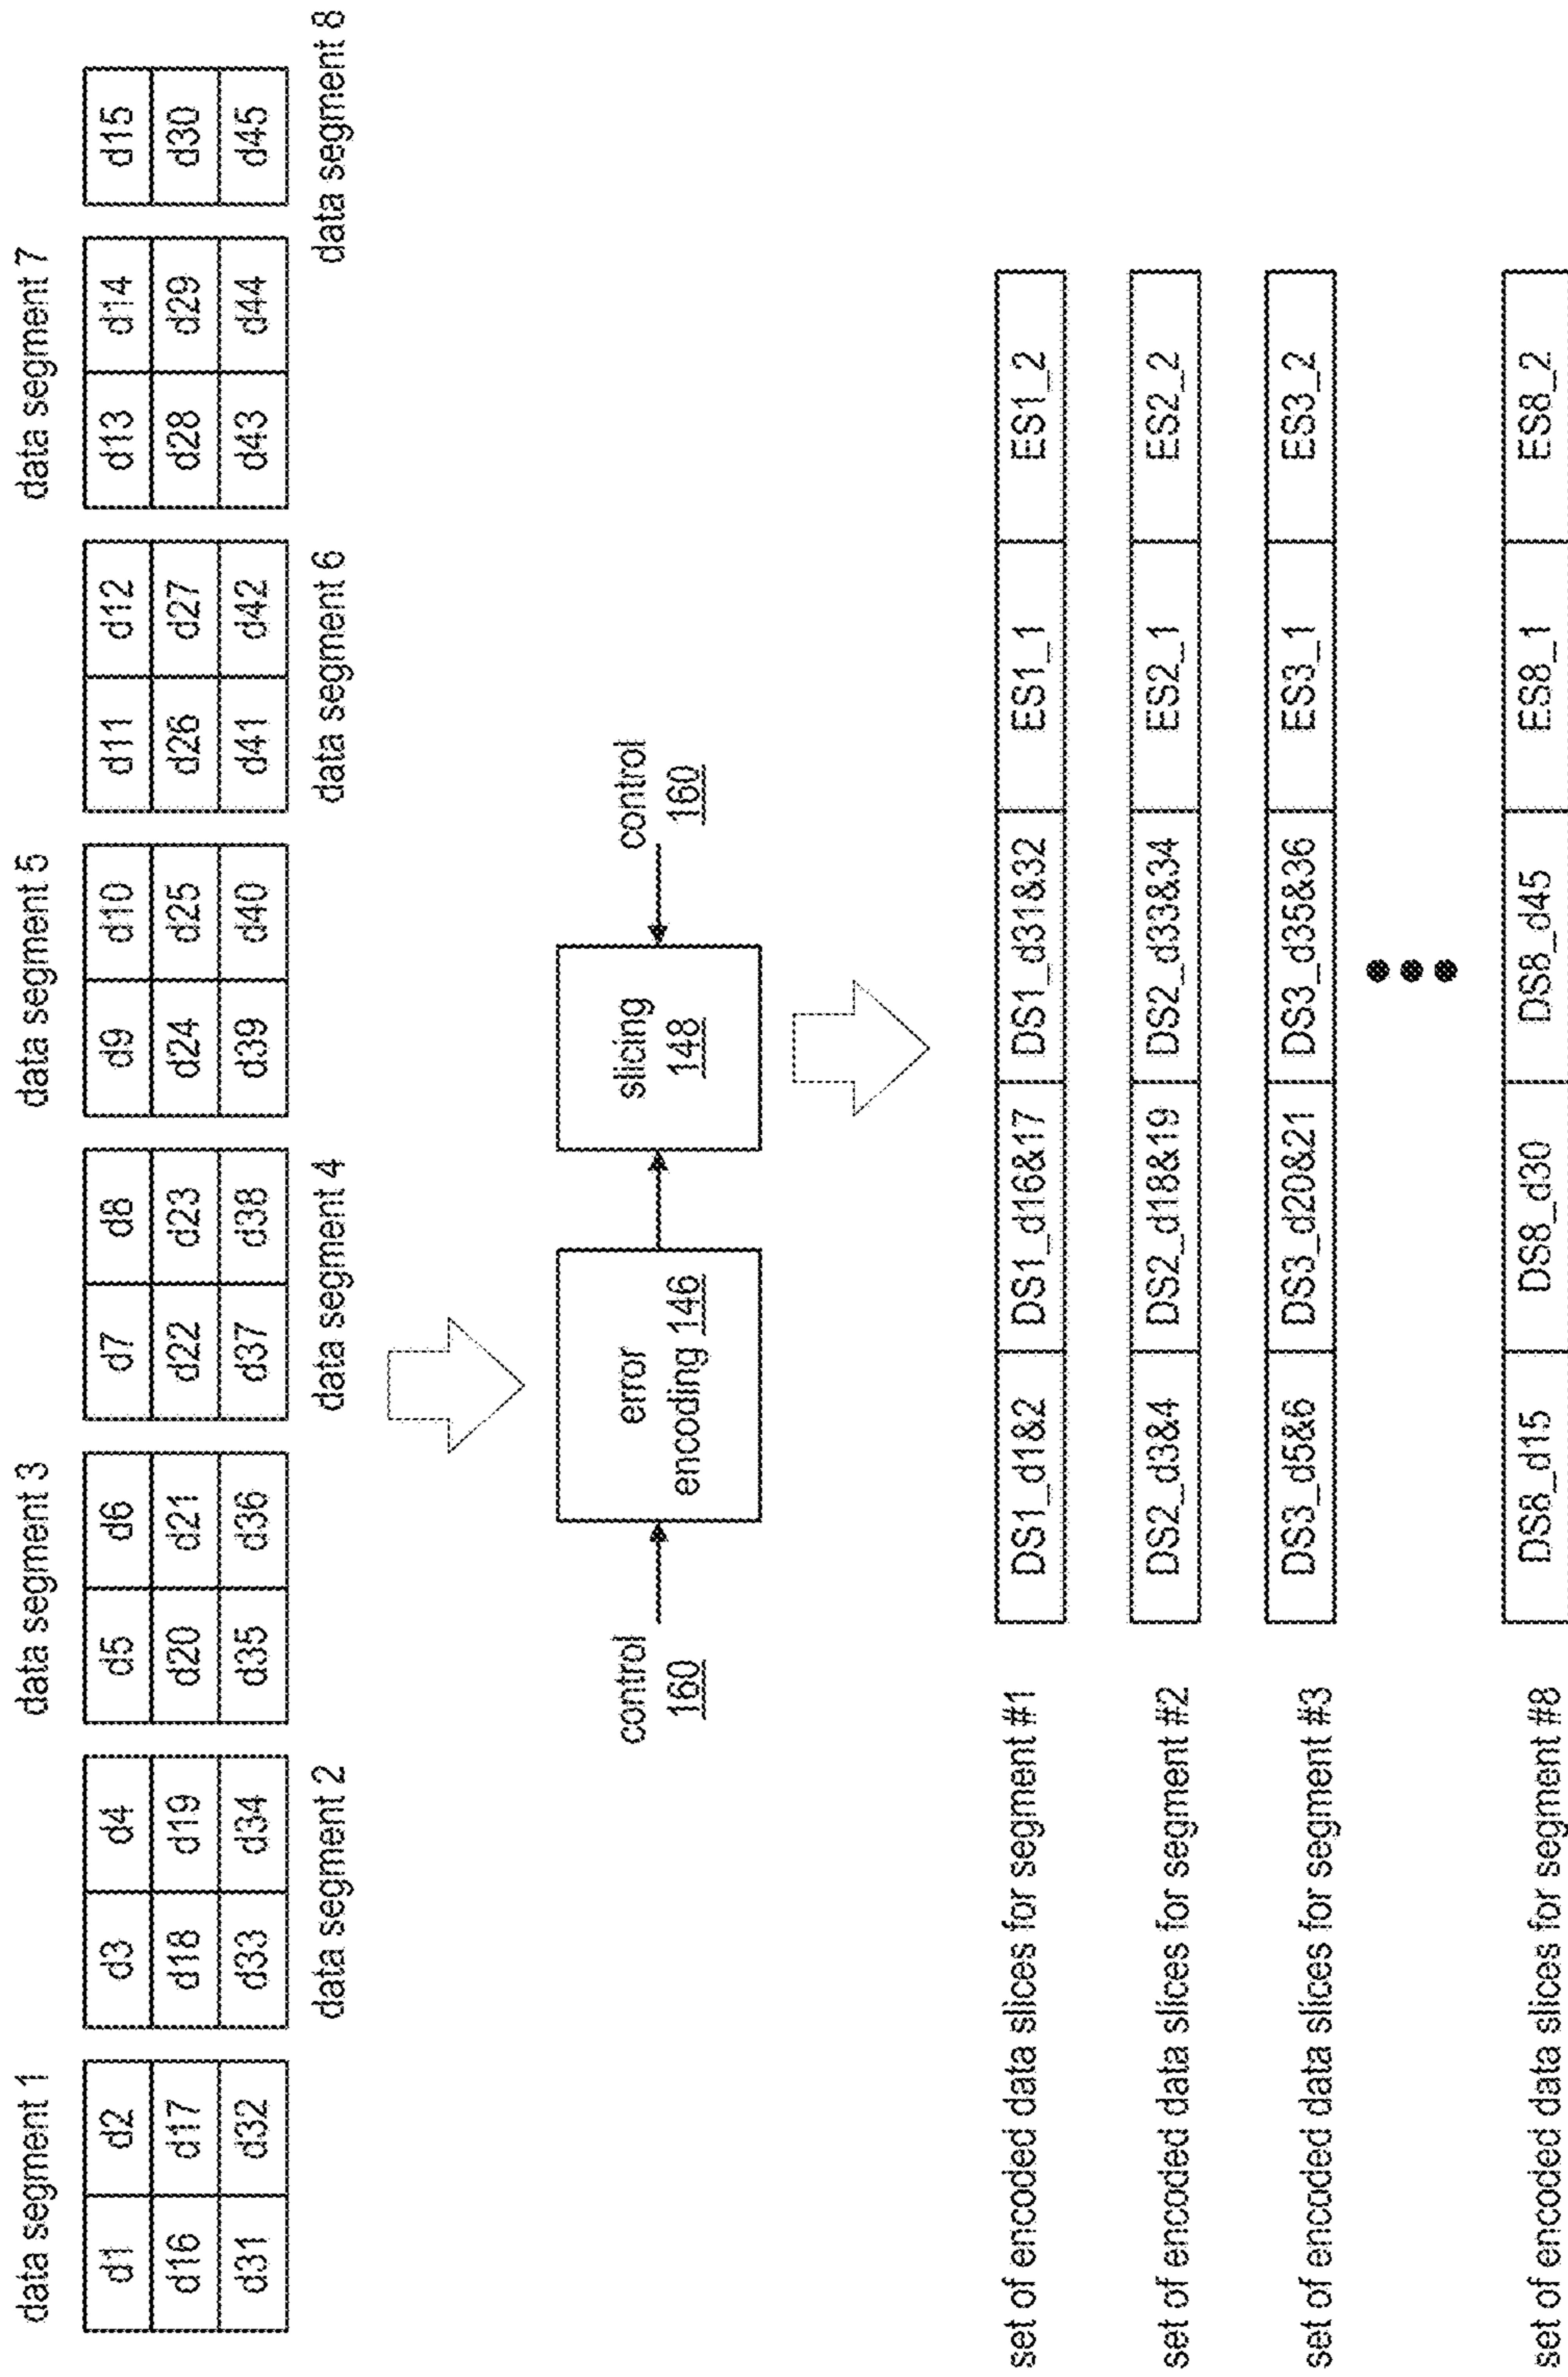 data segment 1
data segment 3
data segment 5
data segment 7
d1 d2 d3 d4 d5 d6 d7 d8 d9 d10 d11 d12 d13 d14 d15
d16 d17 d18 d19 d20 d21 d22 d23 d24 d25 d26 d27 d28 d29 d30
d31 d32 d33 d34 d35 d36 d37 d38 d39 d40 d41 d42 d43 d44 d45
data segment 2
data segment 4
data segment 6
data segment 8
control
160
error
encoding 146
slicing
148
control
160
set of encoded data slices for segment #1 DS1_d1&2 DS1_d16&17 DS1_d31&32 ES1_1 ES1_2
set of encoded data slices for segment #2 DS2_d3&4 DS2_d18&19 DS2_d33&34 ES2_1 ES2_2
set of encoded data slices for segment #3 DS3_d5&6 DS3_d20&21 DS3_d35&36 ES3_1 ES3_2
set of encoded data slices for segment #8 DS8_d15 DS8_d30 DS8_d45 ES8_1 ES8_2